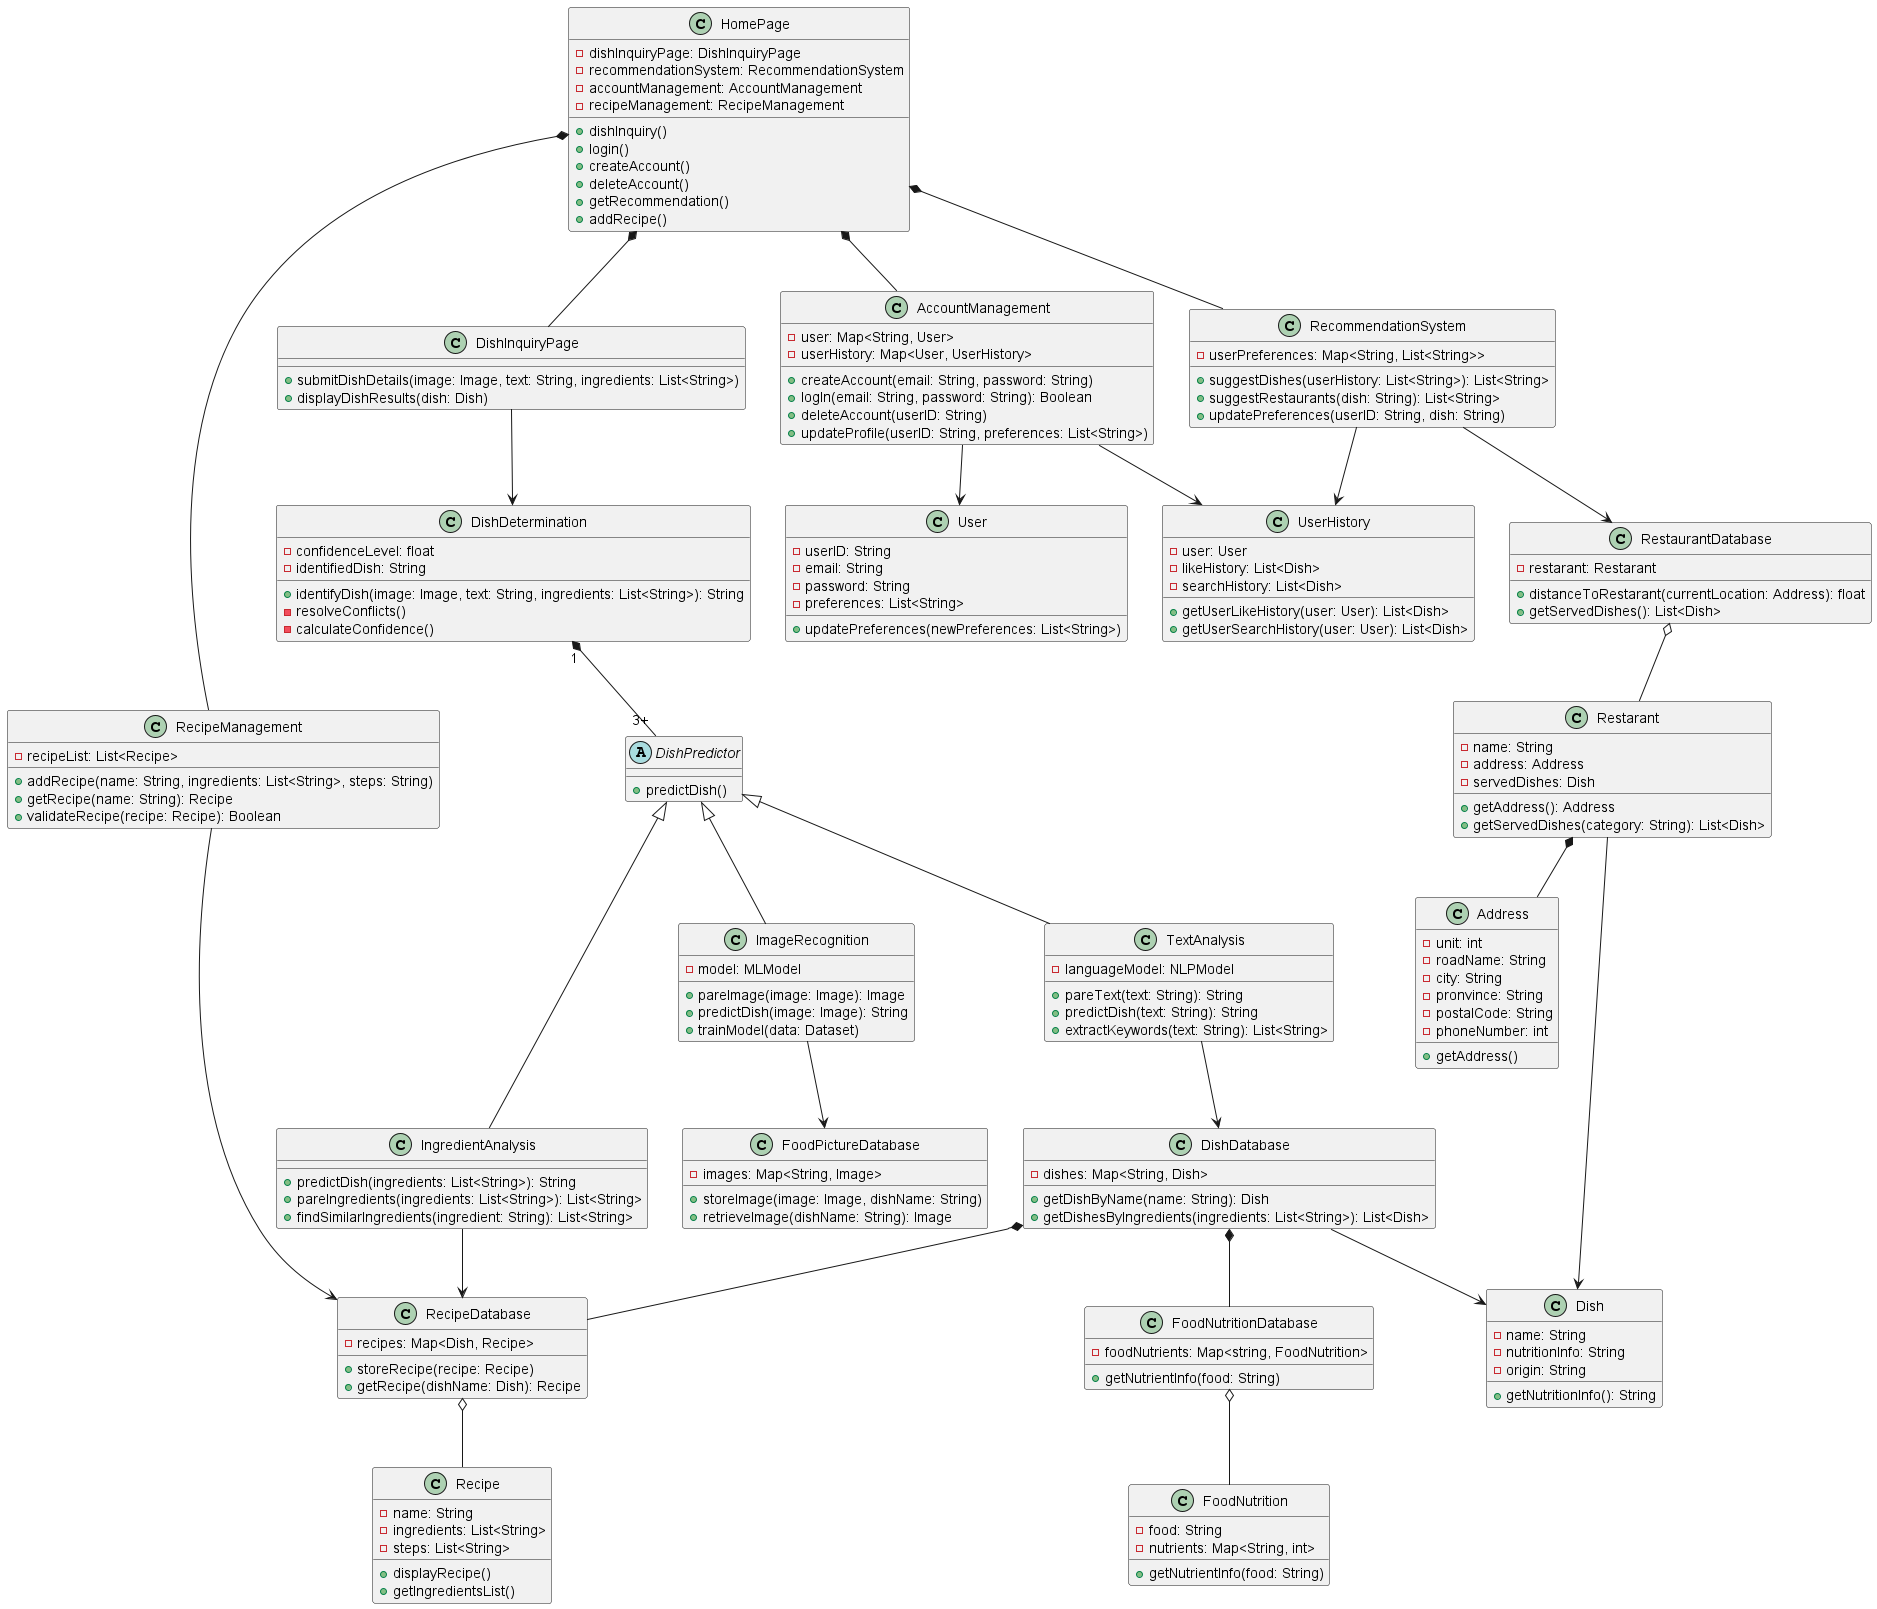 C HomePage
dishInquiryPage: DishInquiryPage
recommendationSystem: RecommendationSystem
accountManagement: AccountManagement
recipeManagement: RecipeManagement
dishInquiry()
login()
createAccount()
deleteAccount()
getRecommendation()
addRecipe()
C DishInquiryPage
submitDishDetails(image: Image, text: String, ingredients: List<String>)
displayDishResults(dish: Dish)
C AccountManagement
user: Map<String, User>
userHistory: Map<User, UserHistory>
createAccount(email: String, password: String)
logIn(email: String, password: String): Boolean
deleteAccount(userID: String)
updateProfile(userID: String, preferences: List<String>)
C RecommendationSystem
userPreferences: Map<String, List<String>>
suggestDishes(userHistory: List<String>): List<String>
suggestRestaurants(dish: String): List<String>
updatePreferences(userID: String, dish: String)
C DishDetermination
confidenceLevel: float
identifiedDish: String
identifyDish(image: Image, text: String, ingredients: List<String>): String
resolveConflicts()
calculateConfidence()
C User
userID: String
email: String
password: String
preferences: List<String>
updatePreferences(newPreferences: List<String>)
C UserHistory
user: User
likeHistory: List<Dish>
searchHistory: List<Dish>
getUserLikeHistory(user: User): List<Dish>
getUserSearchHistory(user: User): List<Dish>
C RestaurantDatabase
restarant: Restarant
distanceToRestarant(currentLocation: Address): float
getServedDishes(): List<Dish>
1
3+
C RecipeManagement
recipeList: List<Recipe>
addRecipe(name: String, ingredients: List<String>, steps: String)
getRecipe(name: String): Recipe
validateRecipe(recipe: Recipe): Boolean
A DishPredictor
predictDish()
C Restarant
name: String
address: Address
servedDishes: Dish
getAddress(): Address
getServedDishes(category: String): List<Dish>
C ImageRecognition
model: MLModel
pareImage(image: Image): Image
predictDish(image: Image): String
trainModel(data: Dataset)
C TextAnalysis
languageModel: NLPModel
pareText(text: String): String
predictDish(text: String): String
extractKeywords(text: String): List<String>
C Address
unit: int
roadName: String
city: String
pronvince: String
postalCode: String
phoneNumber: int
getAddress()
C IngredientAnalysis
predictDish(ingredients: List<String>): String
pareIngredients(ingredients: List<String>): List<String>
findSimilarIngredients(ingredient: String): List<String>
C FoodPictureDatabase
images: Map<String, Image>
storeImage(image: Image, dishName: String)
retrieveImage(dishName: String): Image
C DishDatabase
dishes: Map<String, Dish>
getDishByName(name: String): Dish
getDishesByIngredients(ingredients: List<String>): List<Dish>
C RecipeDatabase
recipes: Map<Dish, Recipe>
storeRecipe(recipe: Recipe)
getRecipe(dishName: Dish): Recipe
C FoodNutritionDatabase
foodNutrients: Map<string, FoodNutrition>
getNutrientInfo(food: String)
C Dish
name: String
nutritionInfo: String
origin: String
getNutritionInfo(): String
C Recipe
name: String
ingredients: List<String>
steps: List<String>
displayRecipe()
getIngredientsList()
C FoodNutrition
food: String
nutrients: Map<String, int>
getNutrientInfo(food: String)